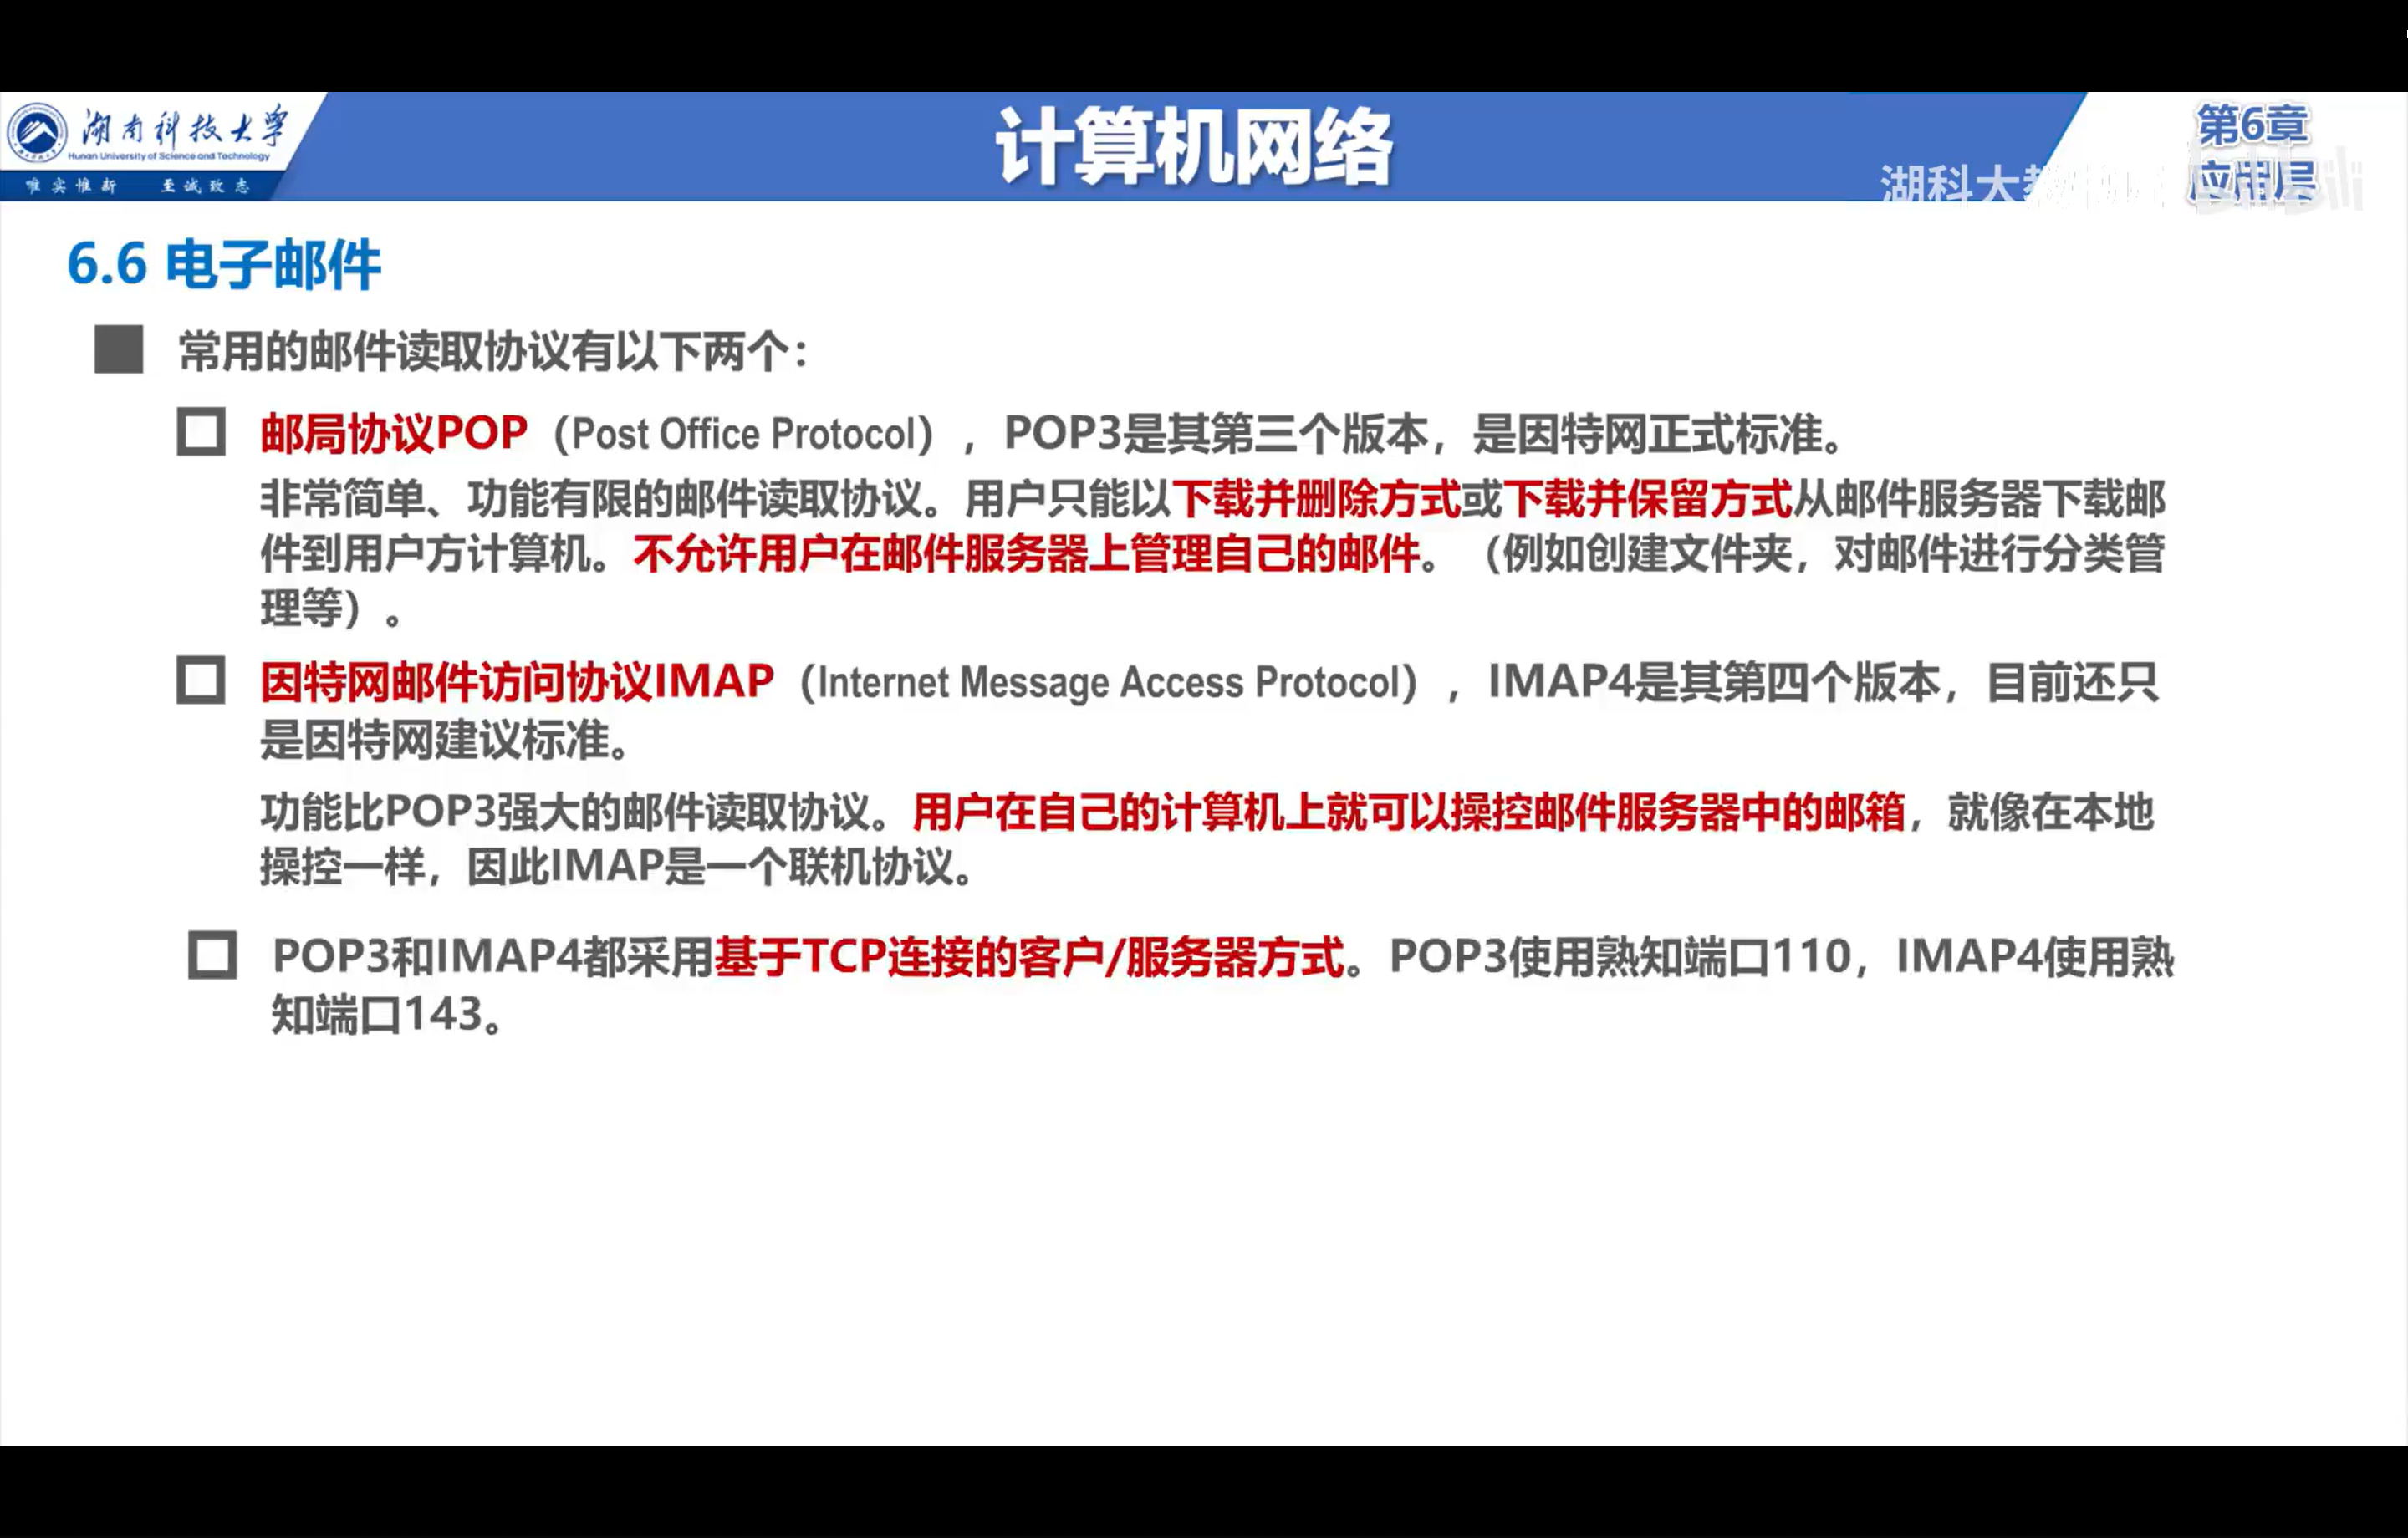 湖南科技大学
Hunan University of Science and Technology
唯实惟新 至诚致志
计算机网络
第6章
应用层
湖科大教
6.6 电子邮件
常用的邮件读取协议有以下两个：
邮局协议POP（Post Office Protocol），POP3是其第三个版本，是因特网正式标准。
非常简单、功能有限的邮件读取协议。用户只能以下载并删除方式或下载并保留方式从邮件服务器下载邮
件到用户方计算机。不允许用户在邮件服务器上管理自己的邮件。（例如创建文件夹，对邮件进行分类管
理等）。
因特网邮件访问协议IMAP（Internet Message Access Protocol），IMAP4是其第四个版本，目前还只
是因特网建议标准。
功能比POP3强大的邮件读取协议。用户在自己的计算机上就可以操控邮件服务器中的邮箱，就像在本地
操控一样，因此IMAP是一个联机协议。
POP3和IMAP4都采用基于TCP连接的客户/服务器方式。POP3使用熟知端口110，IMAP4使用熟
知端口143。